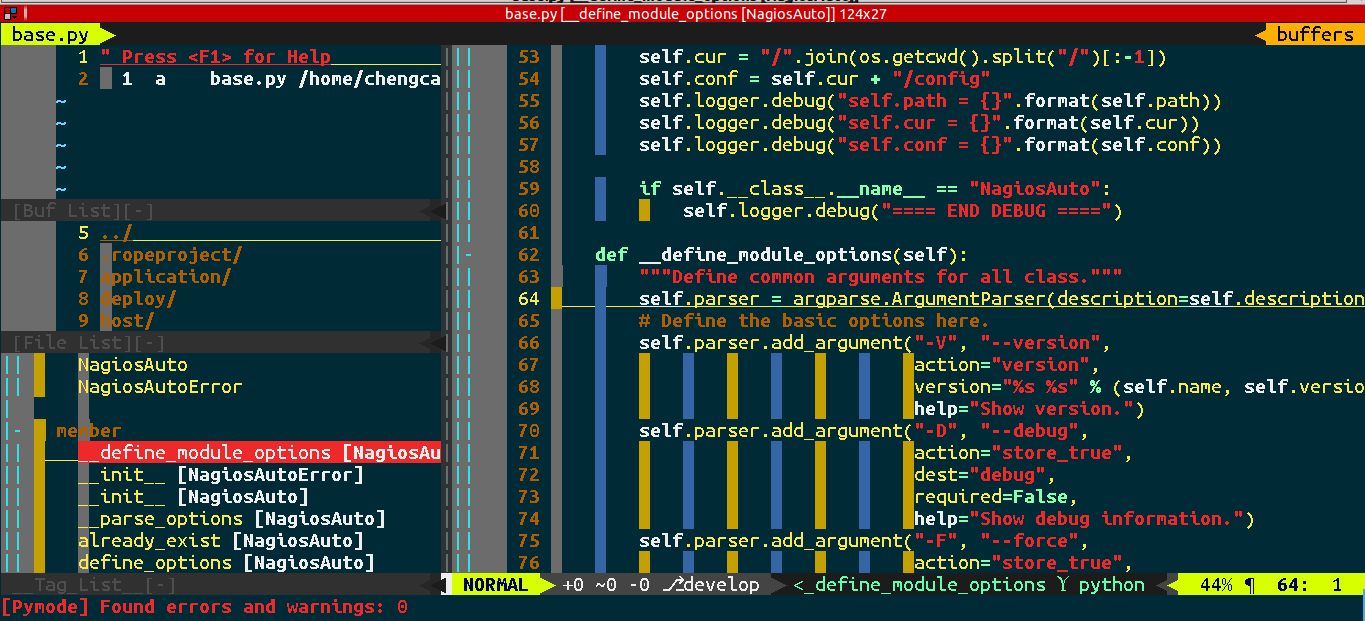 base.py [__define_module_options [NagiosAuto]] 124x27
base.py
buffers
1 " Press <F1> for Help
2 1 a base.py /home/chengca
~
~
~
~
~
[Buf List][-]
5 ../
6 .ropeproject/
7 application/
8 deploy/
9 host/
[File List][-]
NagiosAuto
NagiosAutoError
- member
__define_module_options [NagiosAu
__init__ [NagiosAutoError]
__init__ [NagiosAuto]
__parse_options [NagiosAuto]
already_exist [NagiosAuto]
define_options [NagiosAuto]
__Tag_List__[-]
53 self.cur = "/".join(os.getcwd().split("/")[:-1])
54 self.conf = self.cur + "/config"
55 self.logger.debug("self.path = {}".format(self.path))
56 self.logger.debug("self.cur = {}".format(self.cur))
57 self.logger.debug("self.conf = {}".format(self.conf))
58
59 if self.__class__.__name__ == "NagiosAuto":
60 self.logger.debug("==== END DEBUG ====")
61
62 def __define_module_options(self):
63 """Define common arguments for all class."""
64 self.parser = argparse.ArgumentParser(description=self.description
65 # Define the basic options here.
66 self.parser.add_argument("-V", "--version",
67 action="version",
68 version="%s %s" % (self.name, self.versio
69 help="Show version.")
70 self.parser.add_argument("-D", "--debug",
71 action="store_true",
72 dest="debug",
73 required=False,
74 help="Show debug information.")
75 self.parser.add_argument("-F", "--force",
76 action="store_true",
NORMAL +0 ~0 -0 develop <_define_module_options python 44% ¶ 64: 1
[Pymode] Found errors and warnings: 0